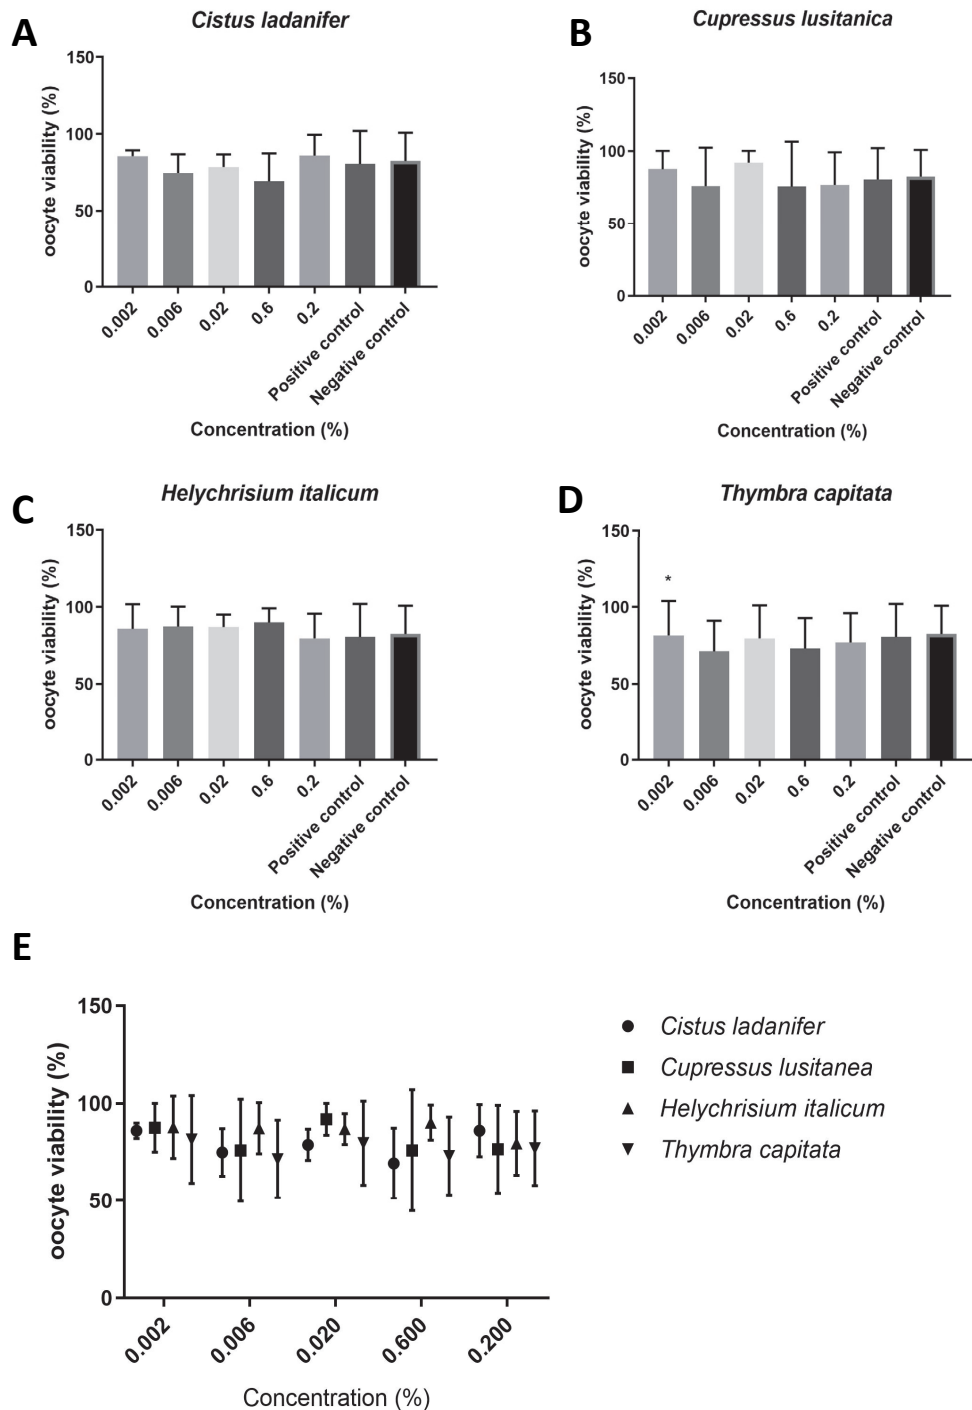 A
Cistus ladanifer
oocyte viability (%)
150
100
50
0
0.002
0.006
0.02
0.6
0.2
Positive control
Negative control
Concentration (%)
B
Cupressus lusitanica
oocyte viability (%)
150
100
50
0
0.002
0.006
0.02
0.6
0.2
Positive control
Negative control
Concentration (%)
C
Helychrisium italicum
oocyte viability (%)
150
100
50
0
0.002
0.006
0.02
0.6
0.2
Positive control
Negative control
Concentration (%)
D
Thymbra capitata
oocyte viability (%)
150
100
50
0
*
0.002
0.006
0.02
0.6
0.2
Positive control
Negative control
Concentration (%)
E
oocyte viability (%)
150
100
50
0
0.002
0.006
0.020
0.600
0.200
Concentration (%)
Cistus ladanifer
Cupressus lusitanea
Helychrisium italicum
Thymbra capitata